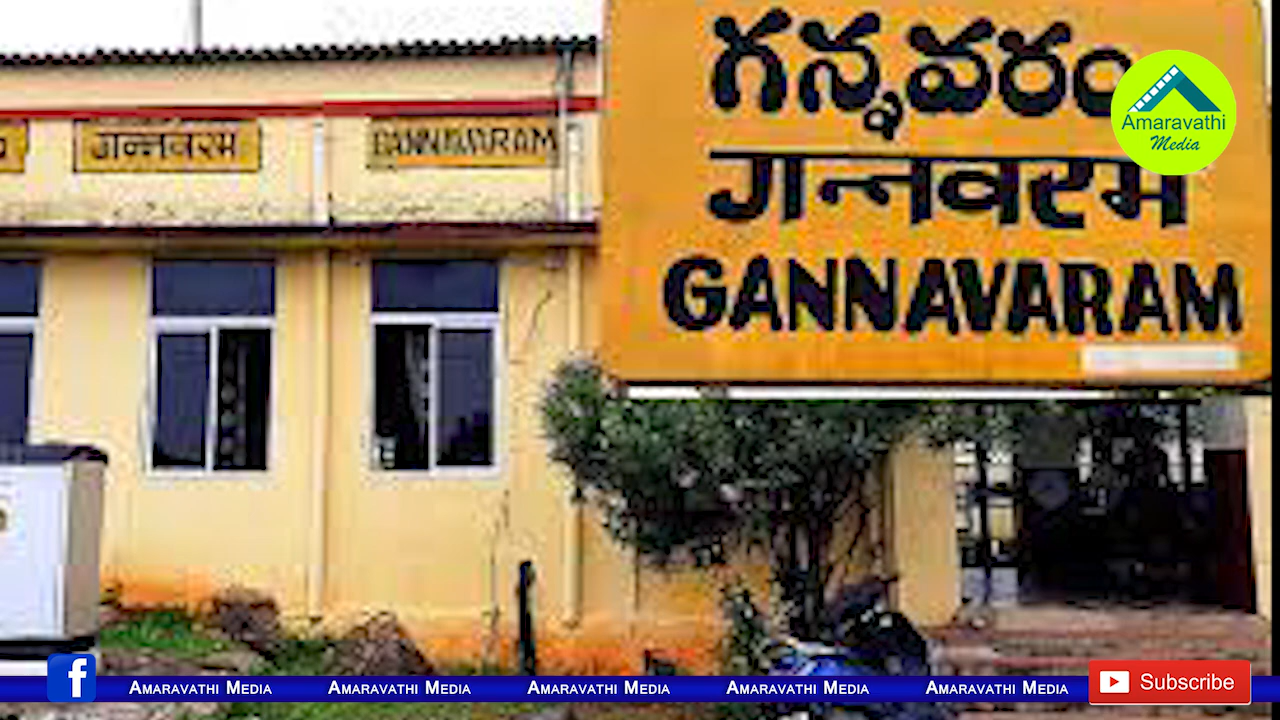 గన్నవరం
गन्नवरम
GANNAVARAM
गन्नवरम
GANNAVARAM
Amaravathi
Media
f
AMARAVATHI MEDIA AMARAVATHI MEDIA AMARAVATHI MEDIA AMARAVATHI MEDIA AMARAVATHI MEDIA
Subscribe